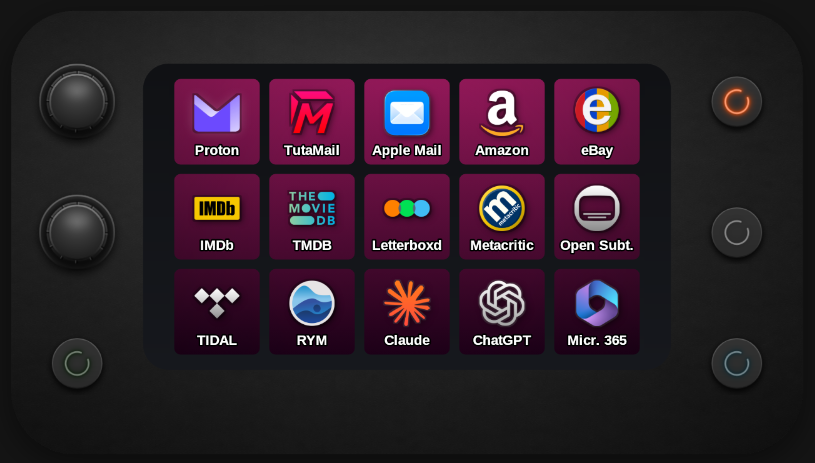 Proton
TutaMail
Apple Mail
a
Amazon
e
eBay
IMDb
IMDb
THE
MOVIE
DB
TMDB
Letterboxd
m
metacritic
Metacritic
Open Subt.
TIDAL
RYM
Claude
ChatGPT
Micr. 365